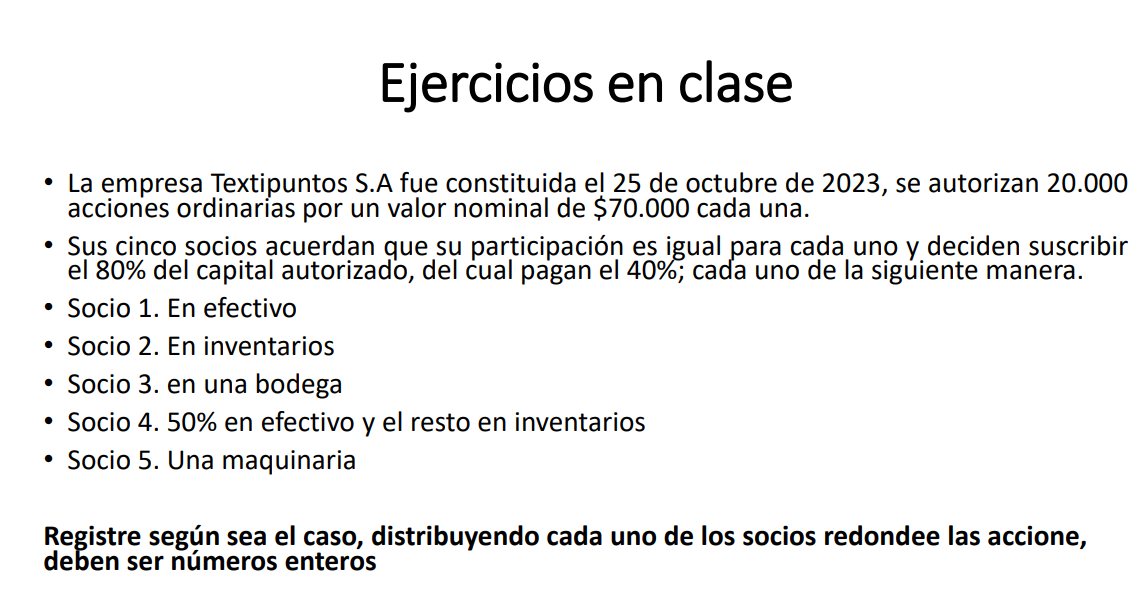 Ejercicios en clase
• La empresa Textipuntos S.A fue constituida el 25 de octubre de 2023, se autorizan 20.000
acciones ordinarias por un valor nominal de $70.000 cada una.
• Sus cinco socios acuerdan que su participación es igual para cada uno y deciden suscribir
el 80% del capital autorizado, del cual pagan el 40%; cada uno de la siguiente manera.
• Socio 1. En efectivo
• Socio 2. En inventarios
• Socio 3. en una bodega
• Socio 4. 50% en efectivo y el resto en inventarios
• Socio 5. Una maquinaria
Registre según sea el caso, distribuyendo cada uno de los socios redondee las accione,
deben ser números enteros